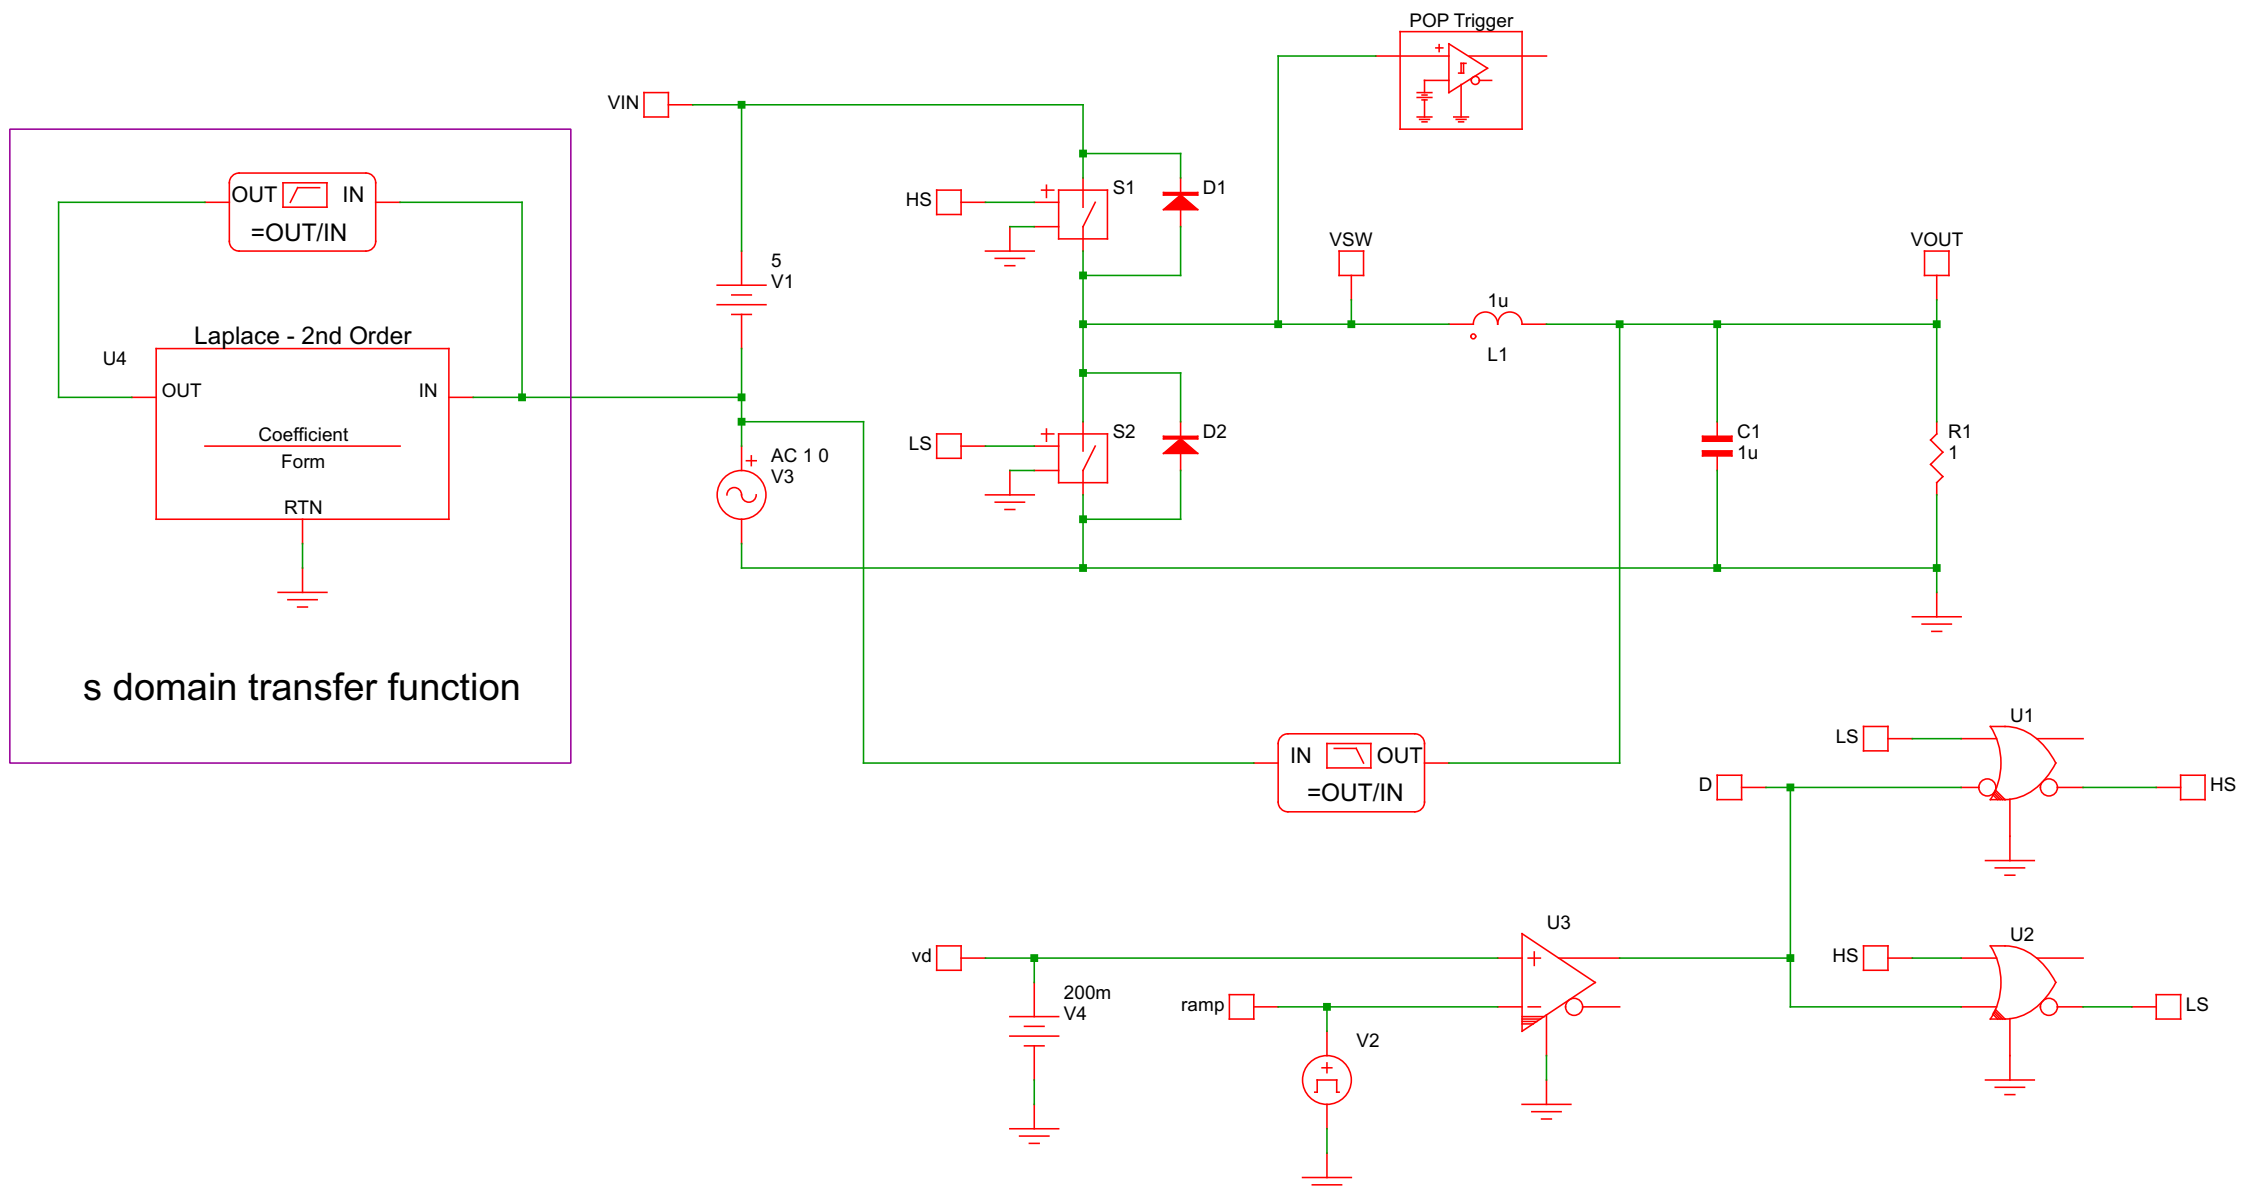 POP Trigger
VIN
OUT IN
=OUT/IN
HS
S1
D1
VSW
VOUT
5
V1
1u
L1
Laplace - 2nd Order
U4
OUT
IN
Coefficient
Form
RTN
LS
S2
D2
AC 1 0
V3
C1
1u
R1
1
s domain transfer function
IN OUT
=OUT/IN
U1
LS
D
HS
U3
U2
vd
HS
200m
V4
ramp
LS
V2